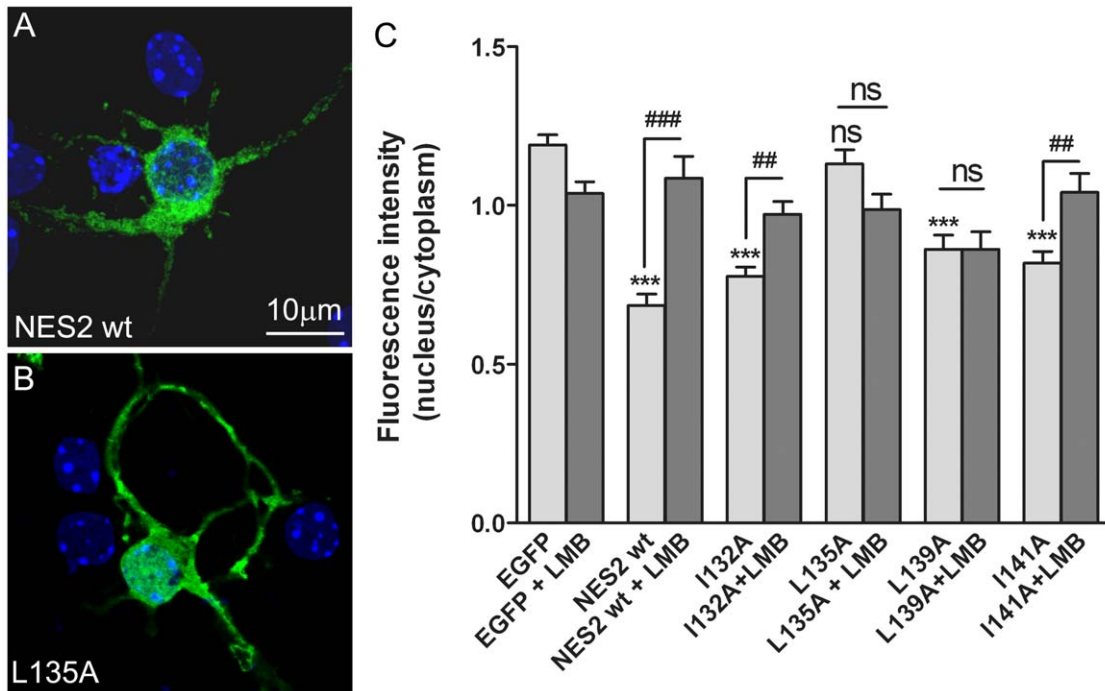 A
NES2 wt
10μm
B
L135A
C
Fluorescence intensity
(nucleus/cytoplasm)
1.5
1.0
0.5
0.0
***
###
***
##
ns
ns
***
ns
***
##
EGFP
EGFP + LMB
NES2 wt
NES2 wt + LMB
I132A
I132A+LMB
L135A
L135A + LMB
L139A
L139A+LMB
I141A
I141A+LMB